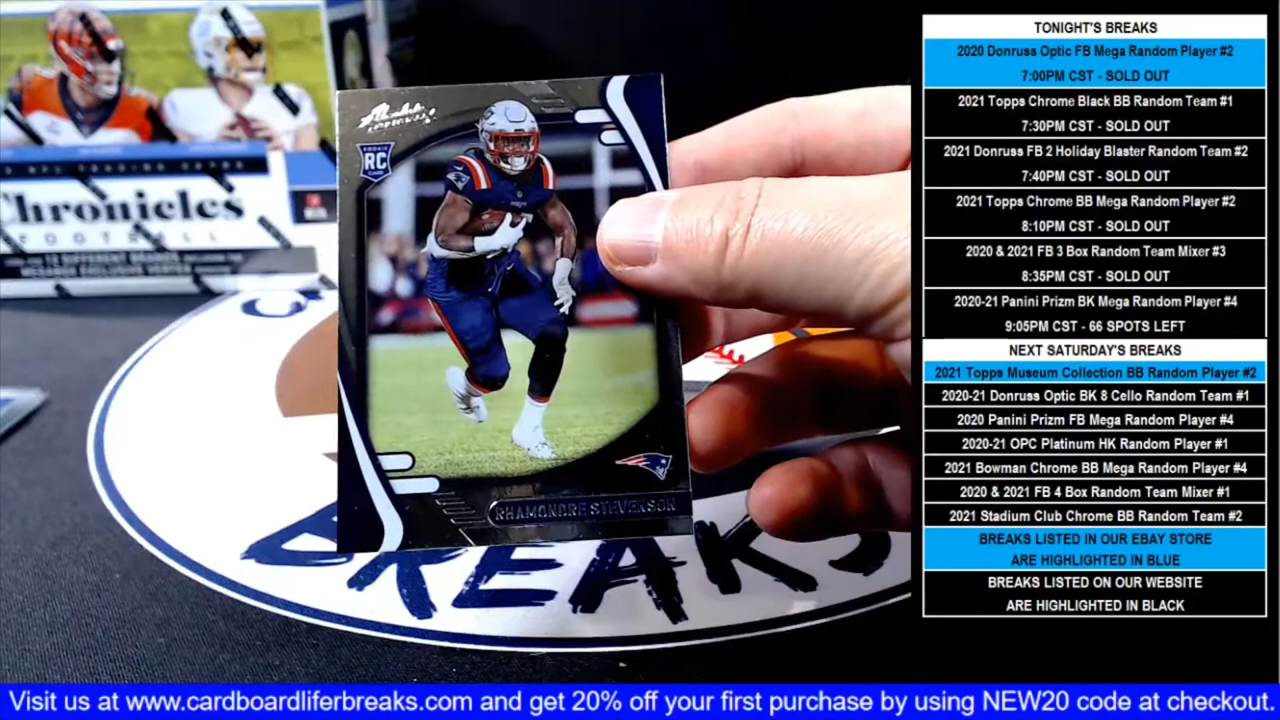 Chronicles
FOOTBALL
Absolute
ROOKIE
RC
CARD
RHAMONDRE STEVENSON
BREAKS
TONIGHT'S BREAKS
2020 Donruss Optic FB Mega Random Player #2
7:00PM CST - SOLD OUT
2021 Topps Chrome Black BB Random Team #1
7:30PM CST - SOLD OUT
2021 Donruss FB 2 Holiday Blaster Random Team #2
7:40PM CST - SOLD OUT
2021 Topps Chrome BB Mega Random Player #2
8:10PM CST - SOLD OUT
2020 & 2021 FB 3 Box Random Team Mixer #3
8:35PM CST - SOLD OUT
2020-21 Panini Prizm BK Mega Random Player #4
9:05PM CST - 66 SPOTS LEFT
NEXT SATURDAY'S BREAKS
2021 Topps Museum Collection BB Random Player #2
2020-21 Donruss Optic BK 8 Cello Random Team #1
2020 Panini Prizm FB Mega Random Player #4
2020-21 OPC Platinum HK Random Player #1
2021 Bowman Chrome BB Mega Random Player #4
2020 & 2021 FB 4 Box Random Team Mixer #1
2021 Stadium Club Chrome BB Random Team #2
BREAKS LISTED IN OUR EBAY STORE
ARE HIGHLIGHTED IN BLUE
BREAKS LISTED ON OUR WEBSITE
ARE HIGHLIGHTED IN BLACK
Visit us at www.cardboardliferbreaks.com and get 20% off your first purchase by using NEW20 code at checkout.